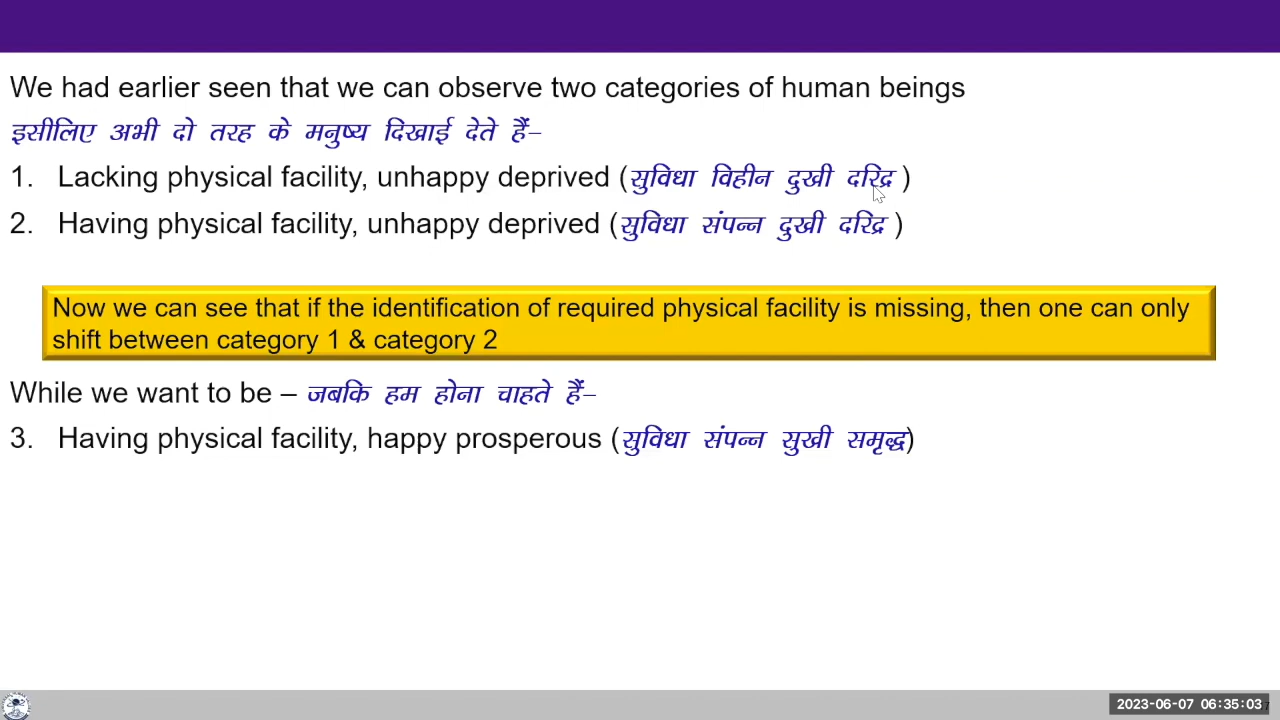 We had earlier seen that we can observe two categories of human beings
इसीलिए अभी दो तरह के मनुष्य दिखाई देते हैं–
1. Lacking physical facility, unhappy deprived (सुविधा विहीन दुखी दरिद्र )
2. Having physical facility, unhappy deprived (सुविधा संपन्न दुखी दरिद्र )
Now we can see that if the identification of required physical facility is missing, then one can only
shift between category 1 & category 2
While we want to be – जबकि हम होना चाहते हैं–
3. Having physical facility, happy prosperous (सुविधा संपन्न सुखी समृद्ध)
2023-06-07 06:35:03